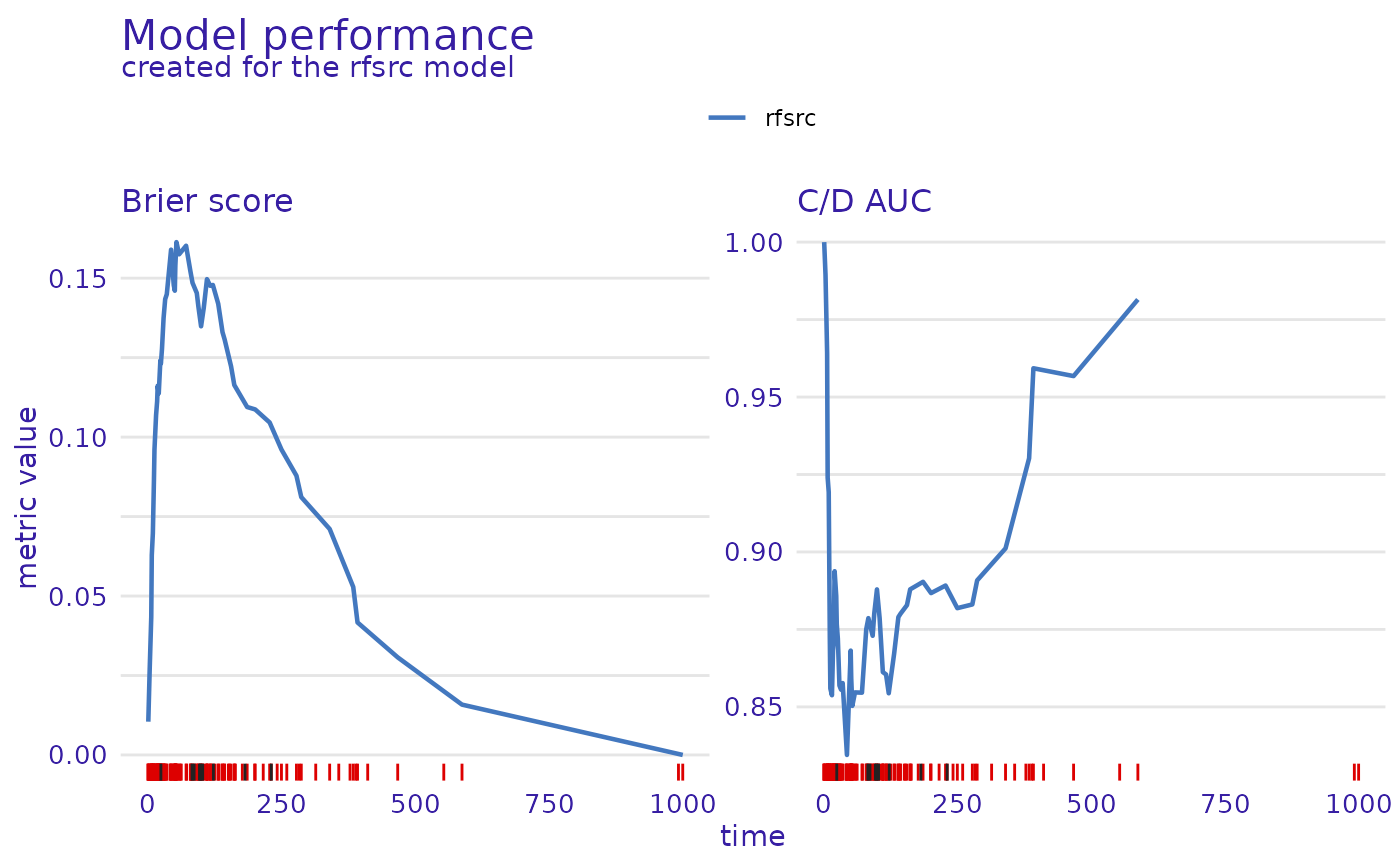 Model performance
created for the rfsrc model
rfsrc
Brier score
0.15
0.10
0.05
0.00
metric value
0 250 500 750 1000
C/D AUC
1.00
0.95
0.90
0.85
0 250 500 750 1000
time